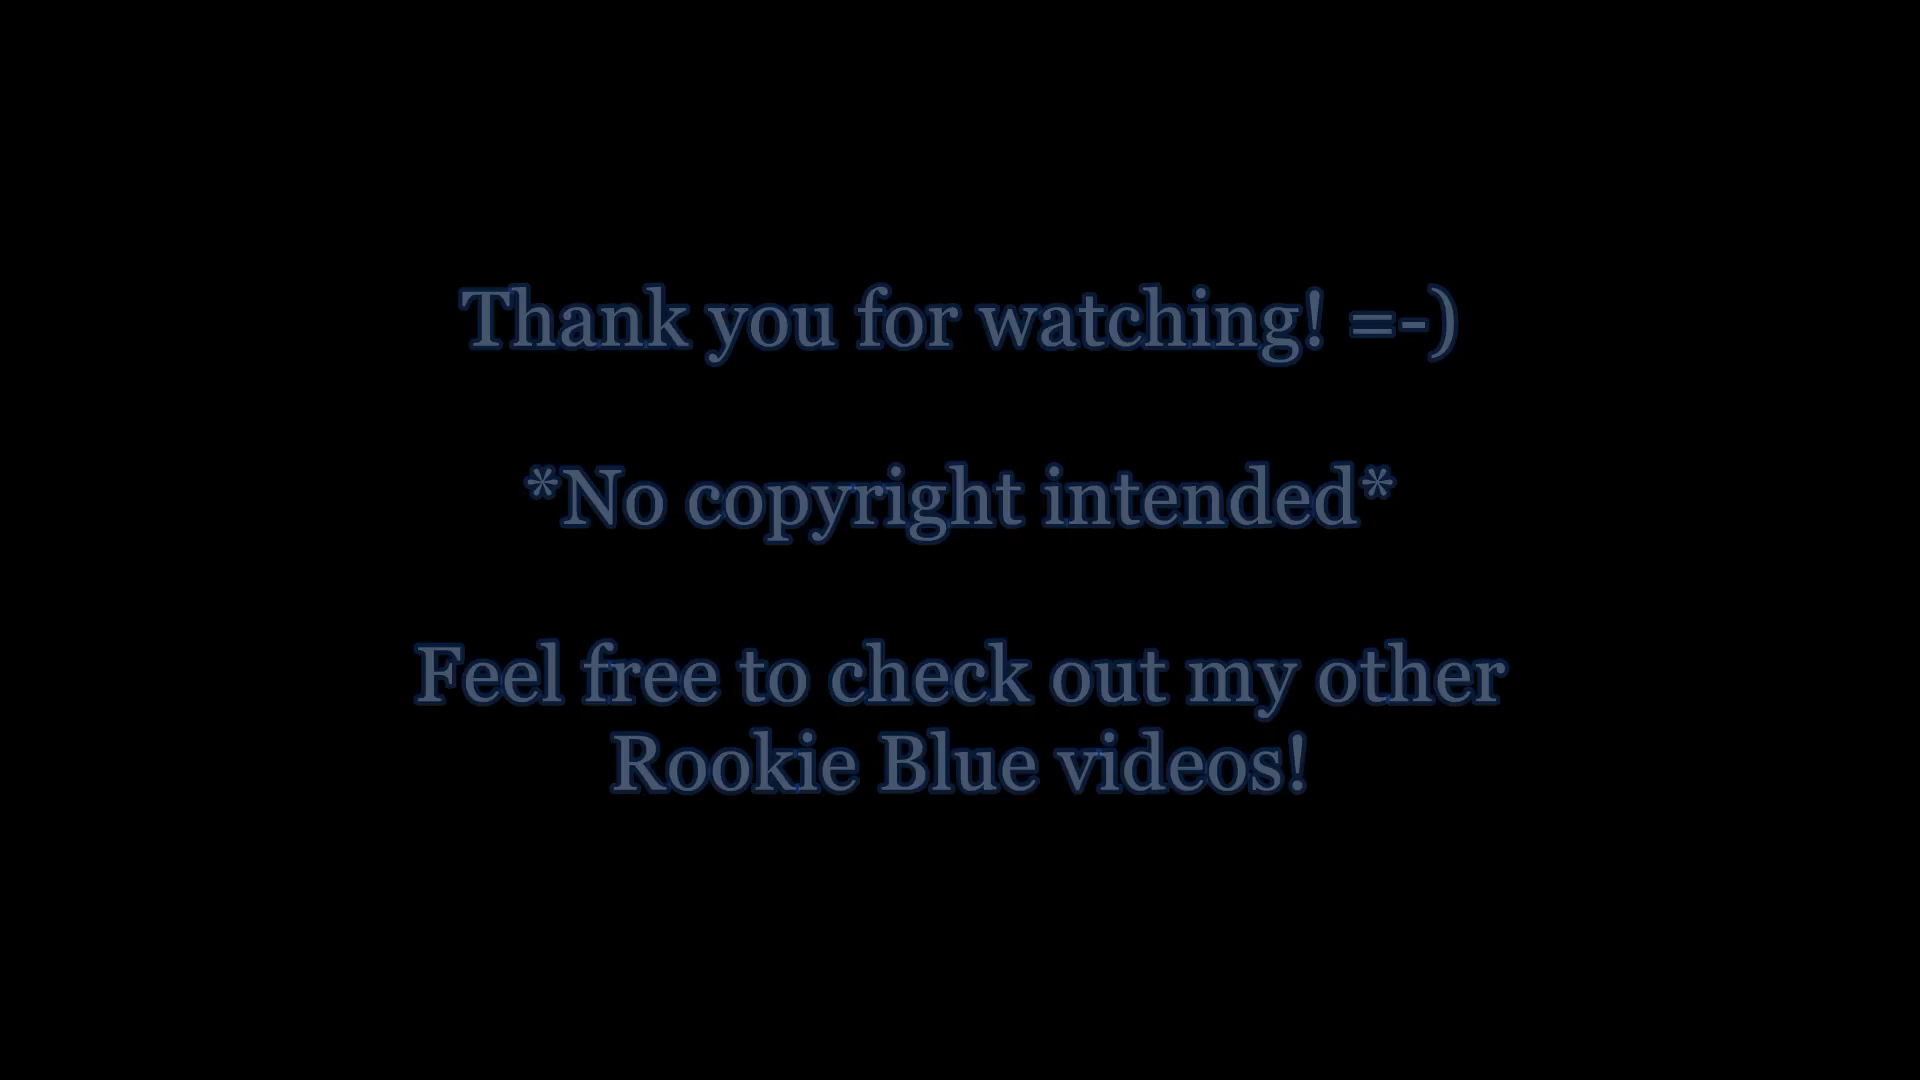 Thank you for watching! =-)
*No copyright intended*
Feel free to check out my other
Rookie Blue videos!